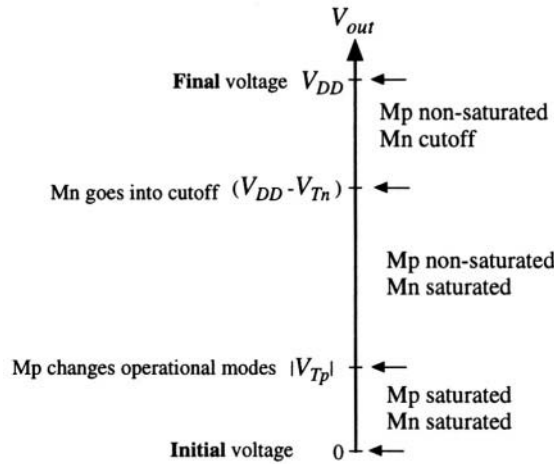 V_out
Final voltage V_DD
Mp non-saturated
Mn cutoff
Mn goes into cutoff (V_DD - V_Tn)
Mp non-saturated
Mn saturated
Mp changes operational modes |V_Tp|
Mp saturated
Mn saturated
Initial voltage 0